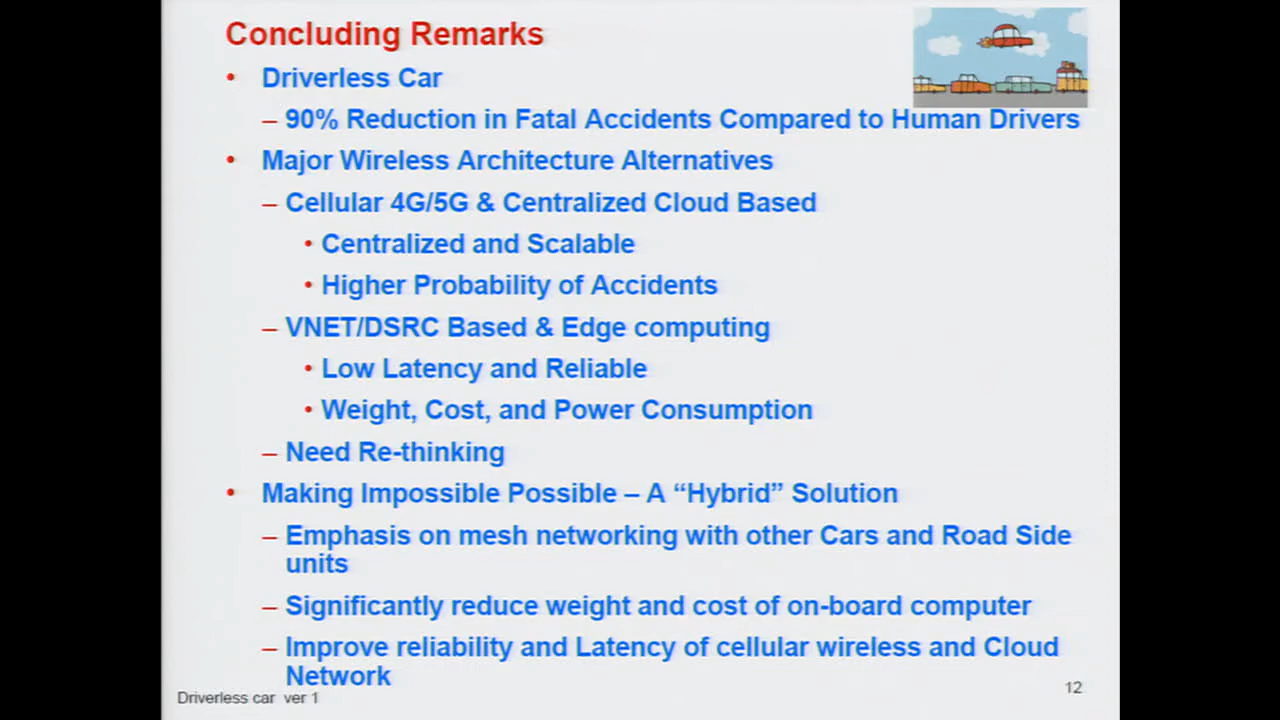 Concluding Remarks
• Driverless Car
– 90% Reduction in Fatal Accidents Compared to Human Drivers
• Major Wireless Architecture Alternatives
– Cellular 4G/5G & Centralized Cloud Based
• Centralized and Scalable
• Higher Probability of Accidents
– VNET/DSRC Based & Edge computing
• Low Latency and Reliable
• Weight, Cost, and Power Consumption
– Need Re-thinking
• Making Impossible Possible – A “Hybrid” Solution
– Emphasis on mesh networking with other Cars and Road Side
units
– Significantly reduce weight and cost of on-board computer
– Improve reliability and Latency of cellular wireless and Cloud
Network
Driverless car ver 1
12